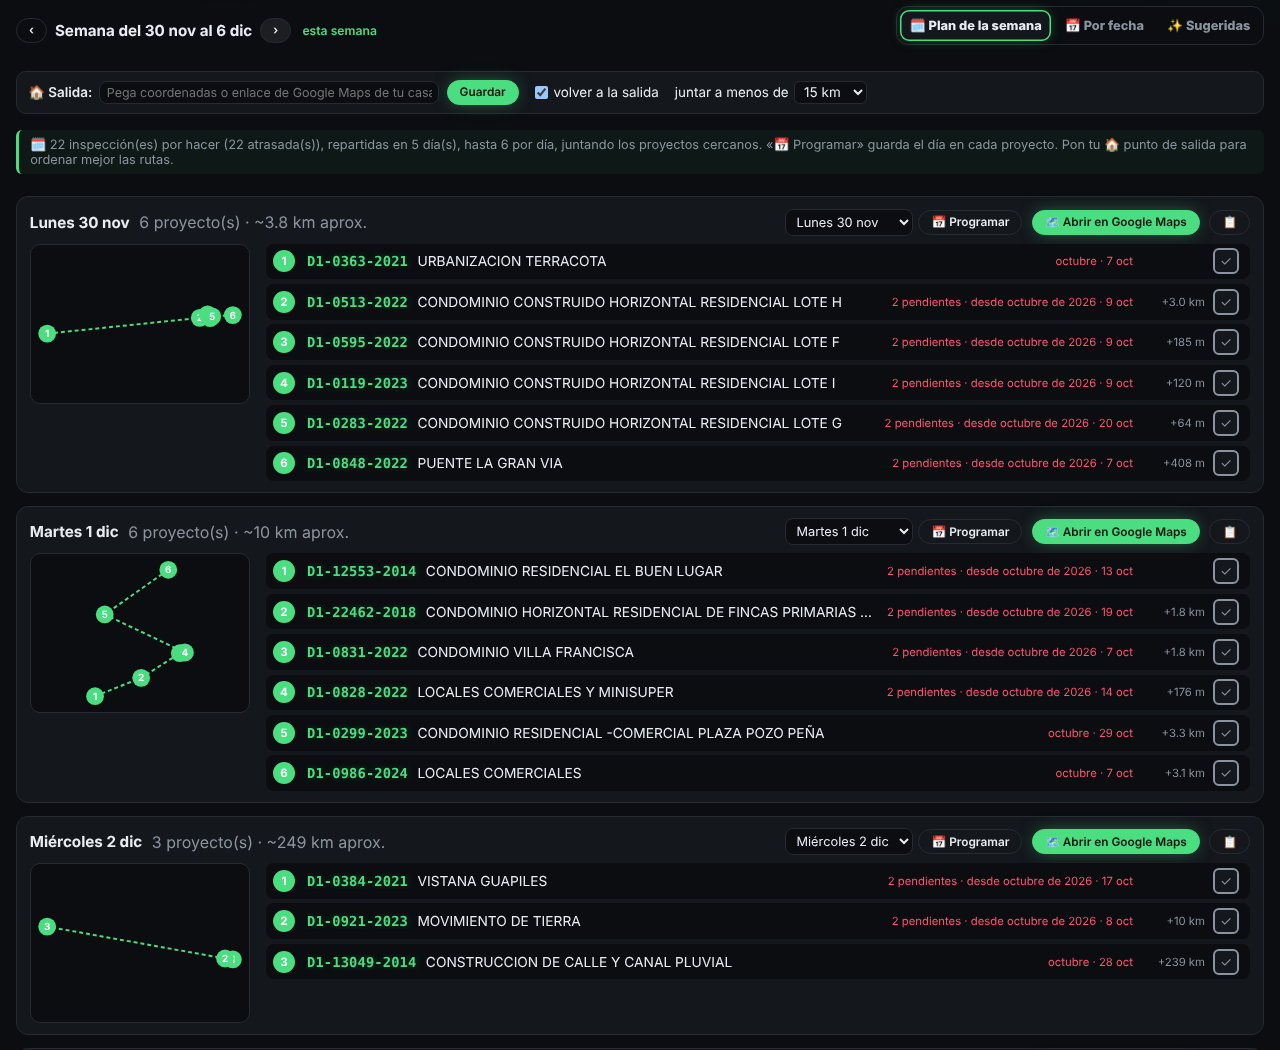 ‹ Semana del 30 nov al 6 dic › esta semana
🗓️ Plan de la semana 📅 Por fecha ✨ Sugeridas
🏠 Salida: Pega coordenadas o enlace de Google Maps de tu casa Guardar volver a la salida juntar a menos de 15 km
🗓️ 22 inspección(es) por hacer (22 atrasada(s)), repartidas en 5 día(s), hasta 6 por día, juntando los proyectos cercanos. «📅 Programar» guarda el día en cada proyecto. Pon tu 🏠 punto de salida para
ordenar mejor las rutas.
Lunes 30 nov 6 proyecto(s) · ~3.8 km aprox. Lunes 30 nov 📅 Programar 🗺️ Abrir en Google Maps 📋
1 5 6
1 D1-0363-2021 URBANIZACION TERRACOTA octubre · 7 oct
2 D1-0513-2022 CONDOMINIO CONSTRUIDO HORIZONTAL RESIDENCIAL LOTE H 2 pendientes · desde octubre de 2026 · 9 oct +3.0 km
3 D1-0595-2022 CONDOMINIO CONSTRUIDO HORIZONTAL RESIDENCIAL LOTE F 2 pendientes · desde octubre de 2026 · 9 oct +185 m
4 D1-0119-2023 CONDOMINIO CONSTRUIDO HORIZONTAL RESIDENCIAL LOTE I 2 pendientes · desde octubre de 2026 · 9 oct +120 m
5 D1-0283-2022 CONDOMINIO CONSTRUIDO HORIZONTAL RESIDENCIAL LOTE G 2 pendientes · desde octubre de 2026 · 20 oct +64 m
6 D1-0848-2022 PUENTE LA GRAN VIA 2 pendientes · desde octubre de 2026 · 7 oct +408 m
Martes 1 dic 6 proyecto(s) · ~10 km aprox. Martes 1 dic 📅 Programar 🗺️ Abrir en Google Maps 📋
6
5
4
2
1
1 D1-12553-2014 CONDOMINIO RESIDENCIAL EL BUEN LUGAR 2 pendientes · desde octubre de 2026 · 13 oct
2 D1-22462-2018 CONDOMINIO HORIZONTAL RESIDENCIAL DE FINCAS PRIMARIAS ... 2 pendientes · desde octubre de 2026 · 19 oct +1.8 km
3 D1-0831-2022 CONDOMINIO VILLA FRANCISCA 2 pendientes · desde octubre de 2026 · 7 oct +1.8 km
4 D1-0828-2022 LOCALES COMERCIALES Y MINISUPER 2 pendientes · desde octubre de 2026 · 14 oct +176 m
5 D1-0299-2023 CONDOMINIO RESIDENCIAL -COMERCIAL PLAZA POZO PEÑA octubre · 29 oct +3.3 km
6 D1-0986-2024 LOCALES COMERCIALES octubre · 7 oct +3.1 km
Miércoles 2 dic 3 proyecto(s) · ~249 km aprox. Miércoles 2 dic 📅 Programar 🗺️ Abrir en Google Maps 📋
3 2
1 D1-0384-2021 VISTANA GUAPILES 2 pendientes · desde octubre de 2026 · 17 oct
2 D1-0921-2023 MOVIMIENTO DE TIERRA 2 pendientes · desde octubre de 2026 · 8 oct +10 km
3 D1-13049-2014 CONSTRUCCION DE CALLE Y CANAL PLUVIAL octubre · 28 oct +239 km